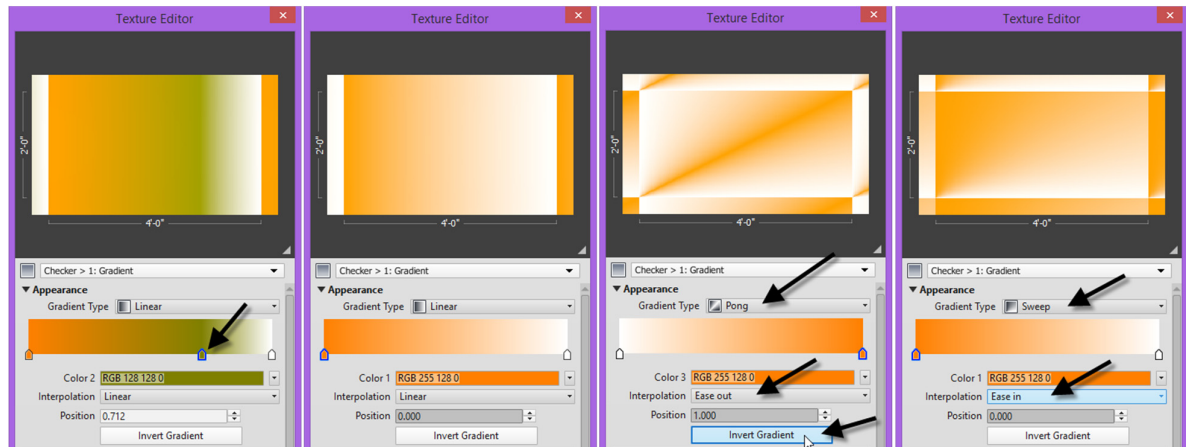 Texture Editor
2'-0"
4'-0"
Checker > 1: Gradient
Appearance
Gradient Type Linear
Color 2 RGB 128 128 0
Interpolation Linear
Position 0.712
Invert Gradient
Texture Editor
2'-0"
4'-0"
Checker > 1: Gradient
Appearance
Gradient Type Linear
Color 1 RGB 255 128 0
Interpolation Linear
Position 0.000
Invert Gradient
Texture Editor
2'-0"
4'-0"
Checker > 1: Gradient
Appearance
Gradient Type Pong
Color 3 RGB 255 128 0
Interpolation Ease out
Position 1.000
Invert Gradient
Texture Editor
2'-0"
4'-0"
Checker > 1: Gradient
Appearance
Gradient Type Sweep
Color 1 RGB 255 128 0
Interpolation Ease in
Position 0.000
Invert Gradient